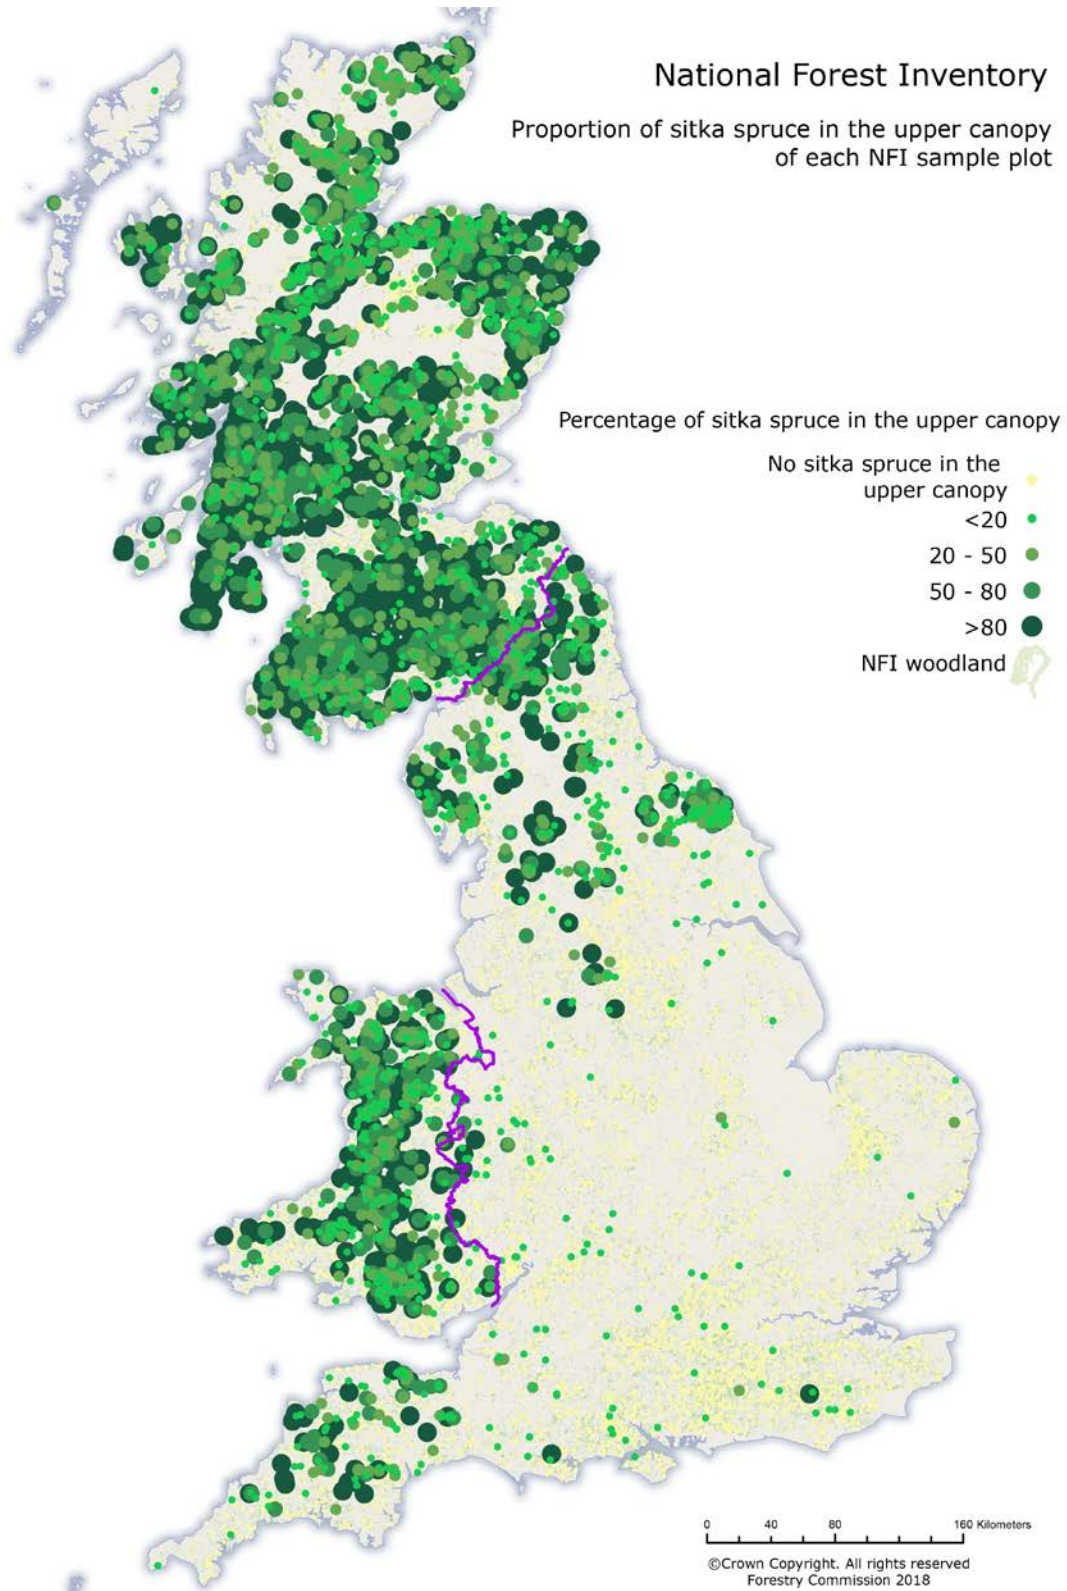 National Forest Inventory
Proportion of sitka spruce in the upper canopy
of each NFI sample plot
Percentage of sitka spruce in the upper canopy
No sitka spruce in the
upper canopy
<20
20 - 50
50 - 80
>80
NFI woodland
0 40 80 160 Kilometers
©Crown Copyright. All rights reserved
Forestry Commission 2018